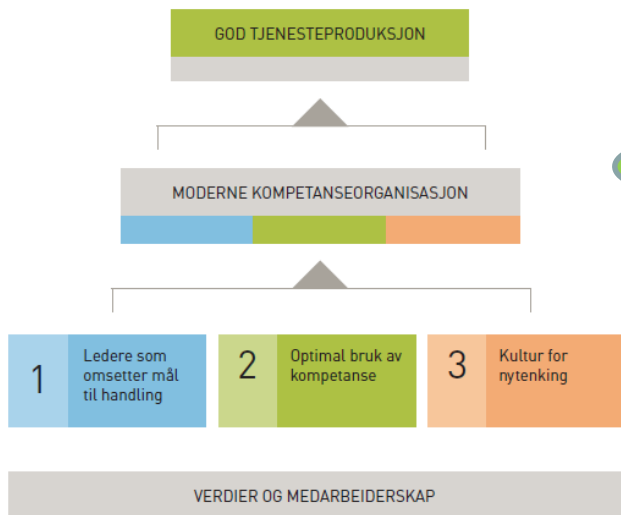 GOD TJENESTEPRODUKSJON
MODERNE KOMPETANSEORGANISASJON
1
Ledere som
omsetter mål
til handling
2
Optimal bruk av
kompetanse
3
Kultur for
nytenking
VERDIER OG MEDARBEIDERSKAP